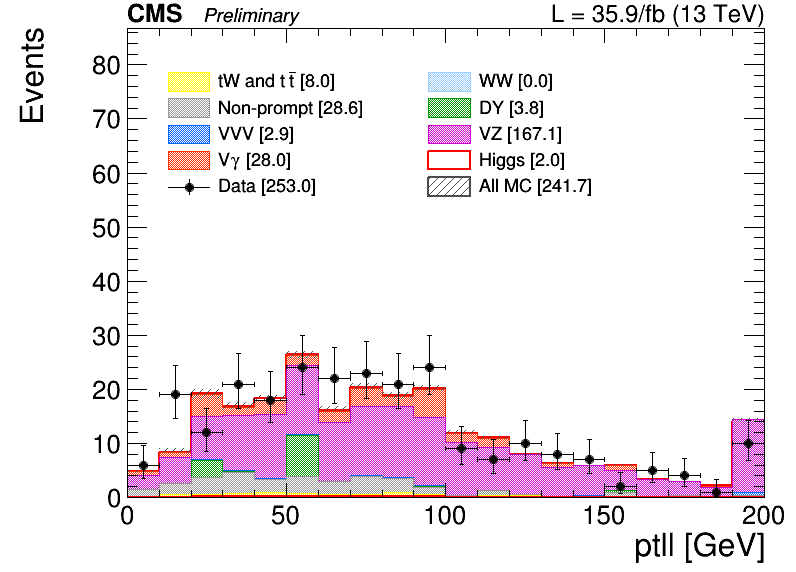 CMS Preliminary L = 35.9/fb (13 TeV)
Events
80
70
60
50
40
30
20
10
0
tW and t t̅ [8.0]
WW [0.0]
Non-prompt [28.6]
DY [3.8]
VVV [2.9]
VZ [167.1]
Vγ [28.0]
Higgs [2.0]
Data [253.0]
All MC [241.7]
0 50 100 150 200
ptll [GeV]